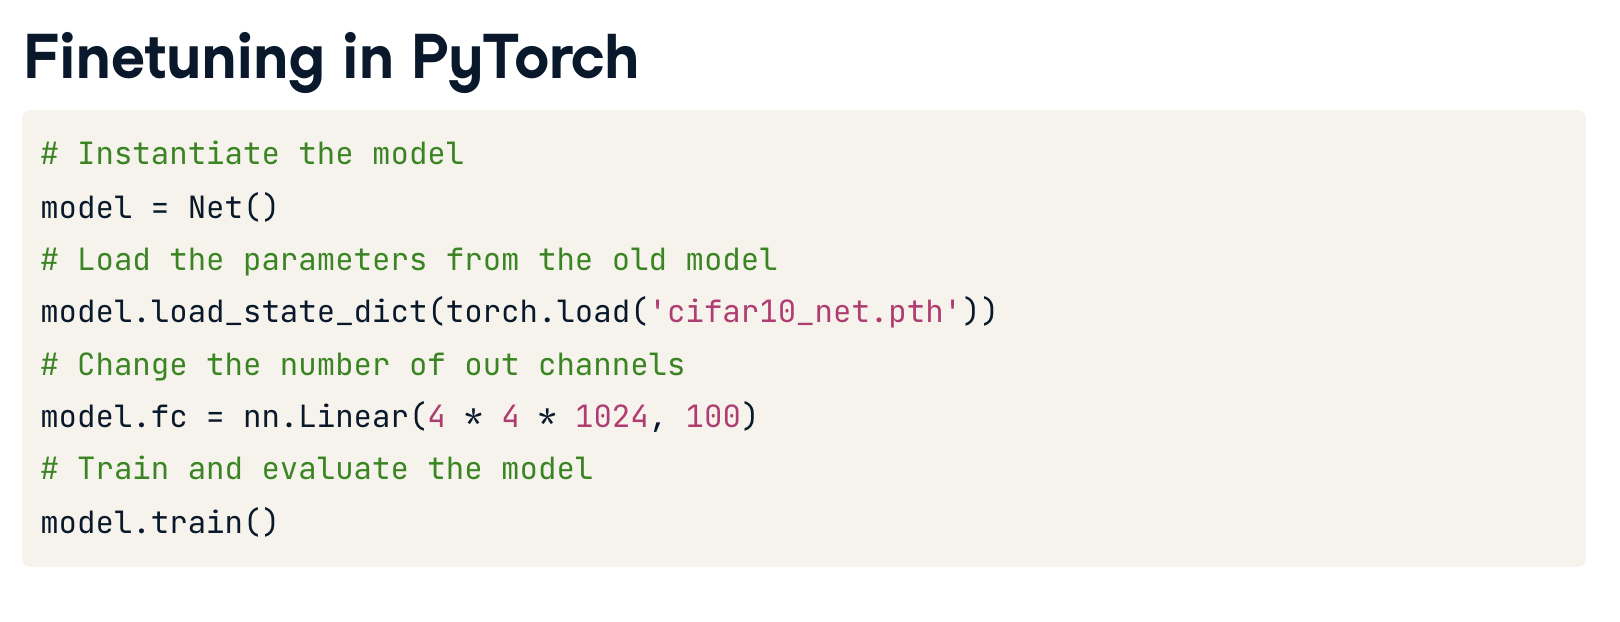 Finetuning in PyTorch
# Instantiate the model
model = Net()
# Load the parameters from the old model
model.load_state_dict(torch.load('cifar10_net.pth'))
# Change the number of out channels
model.fc = nn.Linear(4 * 4 * 1024, 100)
# Train and evaluate the model
model.train()